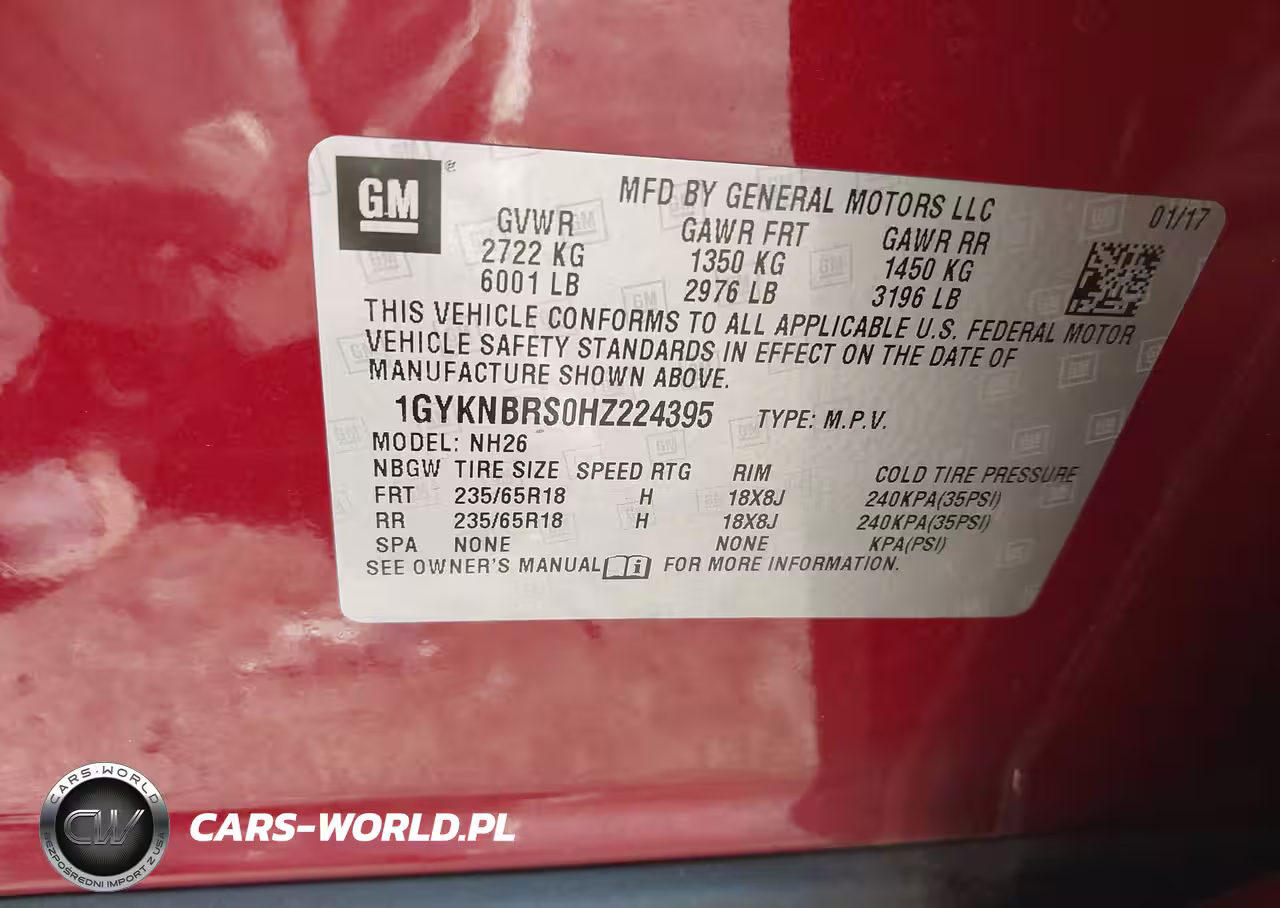 GM
MFD BY GENERAL MOTORS LLC
01/17
GVWR GAWR FRT GAWR RR
2722 KG 1350 KG 1450 KG
6001 LB 2976 LB 3196 LB
THIS VEHICLE CONFORMS TO ALL APPLICABLE U.S. FEDERAL MOTOR
VEHICLE SAFETY STANDARDS IN EFFECT ON THE DATE OF
MANUFACTURE SHOWN ABOVE.
1GYKNBRS0HZ224395 TYPE: M.P.V.
MODEL: NH26
NBGW TIRE SIZE SPEED RTG RIM COLD TIRE PRESSURE
FRT 235/65R18 H 18X8J 240KPA(35PSI)
RR 235/65R18 H 18X8J 240KPA(35PSI)
SPA NONE NONE KPA(PSI)
SEE OWNER'S MANUAL FOR MORE INFORMATION.
CARS-WORLD
CW
BEZPOŚREDNI IMPORT Z USA
CARS-WORLD.PL